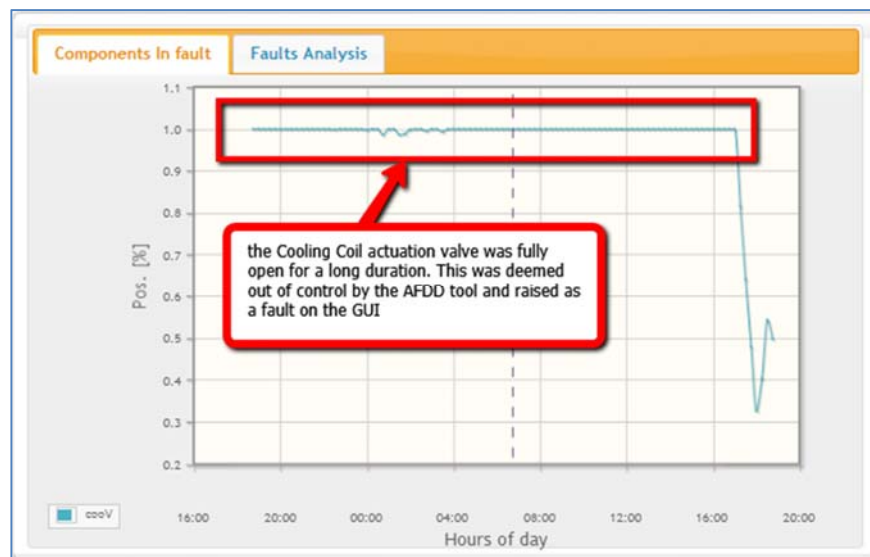 Components In fault Faults Analysis
1.1
1.0
0.9
0.8
0.7
0.6
0.5
0.4
0.3
0.2
Pos. [%]
the Cooling Coil actuation valve was fully
open for a long duration. This was deemed
out of control by the AFDD tool and raised as
a fault on the GUI
cooV
16:00 20:00 00:00 04:00 08:00 12:00 16:00 20:00
Hours of day